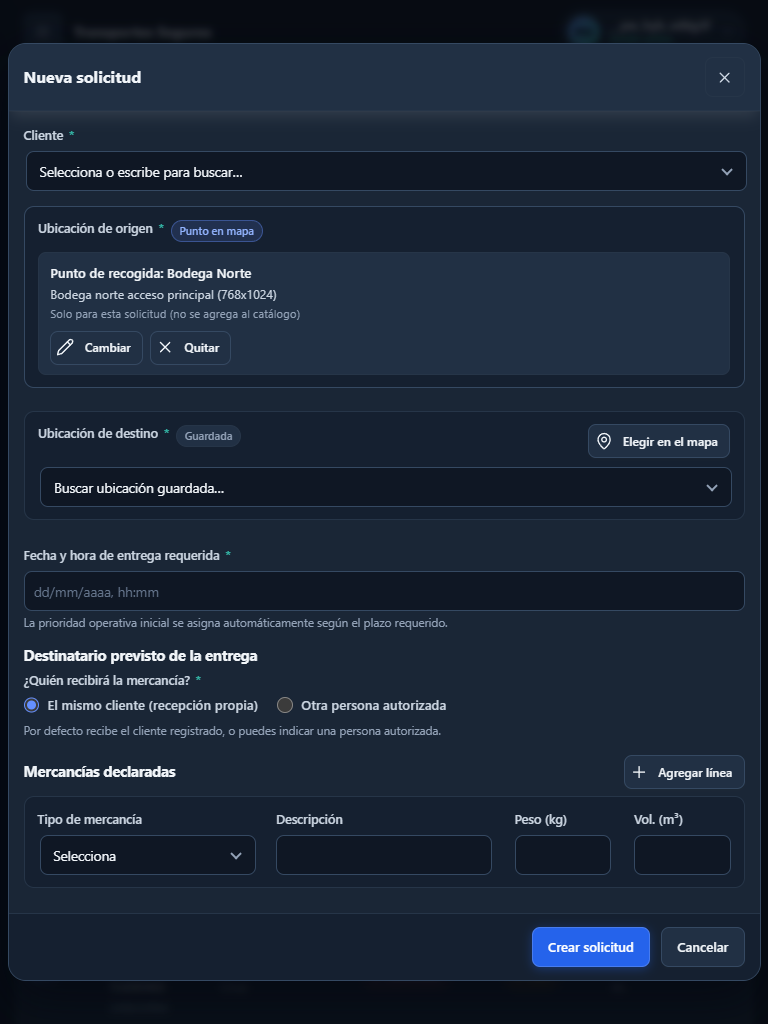 Nueva solicitud
Cliente *
Selecciona o escribe para buscar...
Ubicación de origen * Punto en mapa
Punto de recogida: Bodega Norte
Bodega norte acceso principal (768x1024)
Solo para esta solicitud (no se agrega al catálogo)
Cambiar Quitar
Ubicación de destino * Guardada
Elegir en el mapa
Buscar ubicación guardada...
Fecha y hora de entrega requerida *
dd/mm/aaaa, hh:mm
La prioridad operativa inicial se asigna automáticamente según el plazo requerido.
Destinatario previsto de la entrega
¿Quién recibirá la mercancía? *
El mismo cliente (recepción propia) Otra persona autorizada
Por defecto recibe el cliente registrado, o puedes indicar una persona autorizada.
Mercancías declaradas
Agregar línea
Tipo de mercancía Descripción Peso (kg) Vol. (m³)
Selecciona
Crear solicitud Cancelar